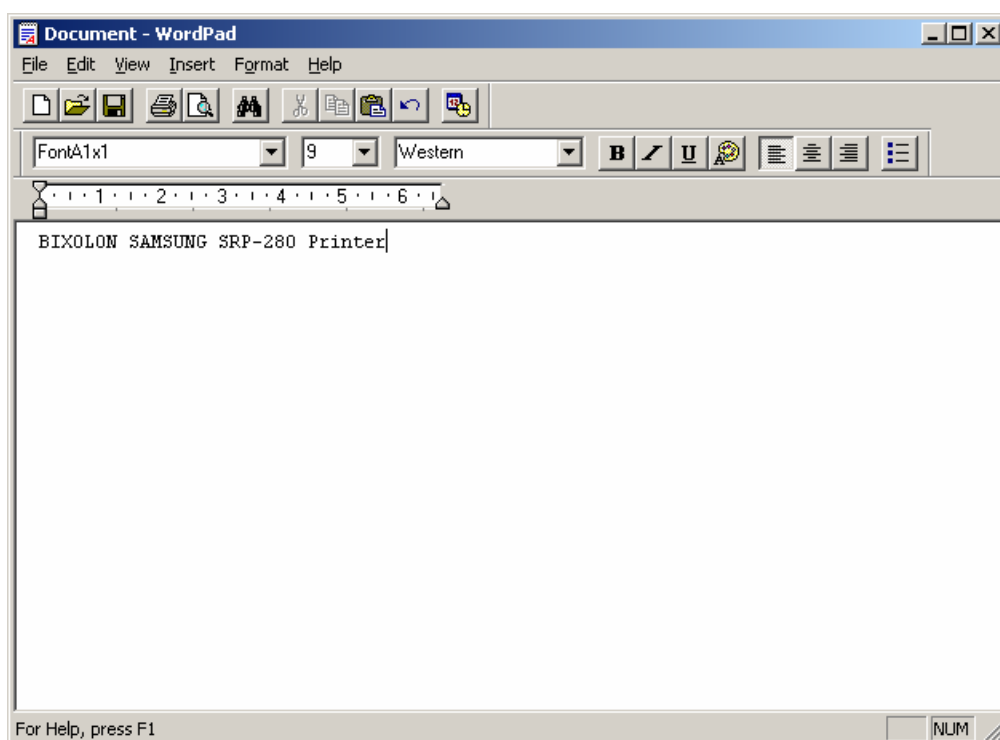 Document - WordPad
File Edit View Insert Format Help
FontA1x1 9 Western B / U
1 2 3 4 5 6
BIXOLON SAMSUNG SRP-280 Printer
For Help, press F1 NUM